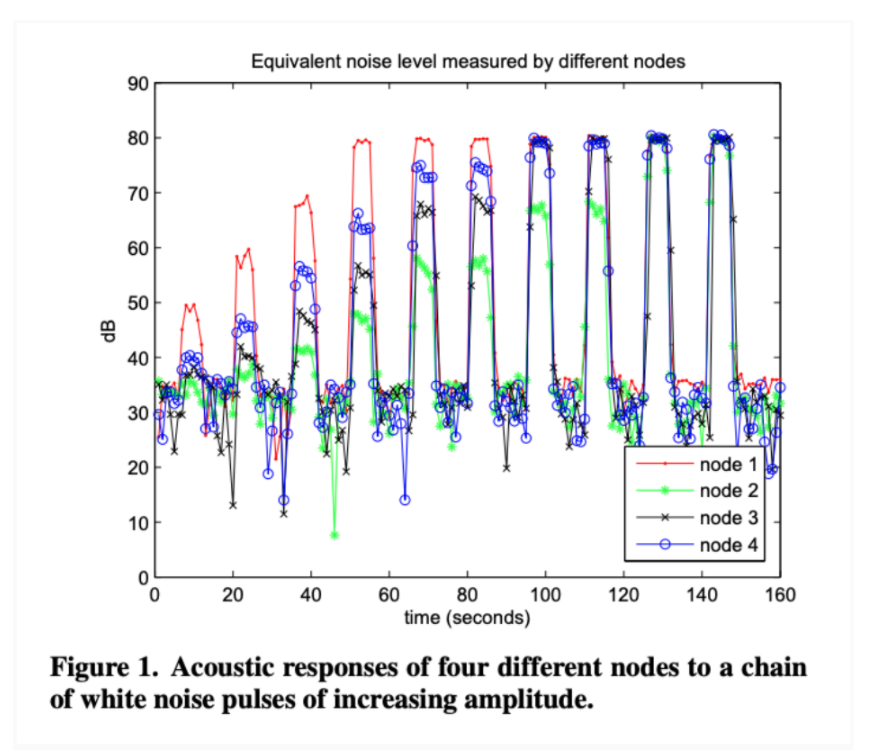 Equivalent noise level measured by different nodes
90
80
70
60
50
40
30
20
10
0
dB
0 20 40 60 80 100 120 140 160
time (seconds)
node 1
node 2
node 3
node 4
Figure 1. Acoustic responses of four different nodes to a chain
of white noise pulses of increasing amplitude.